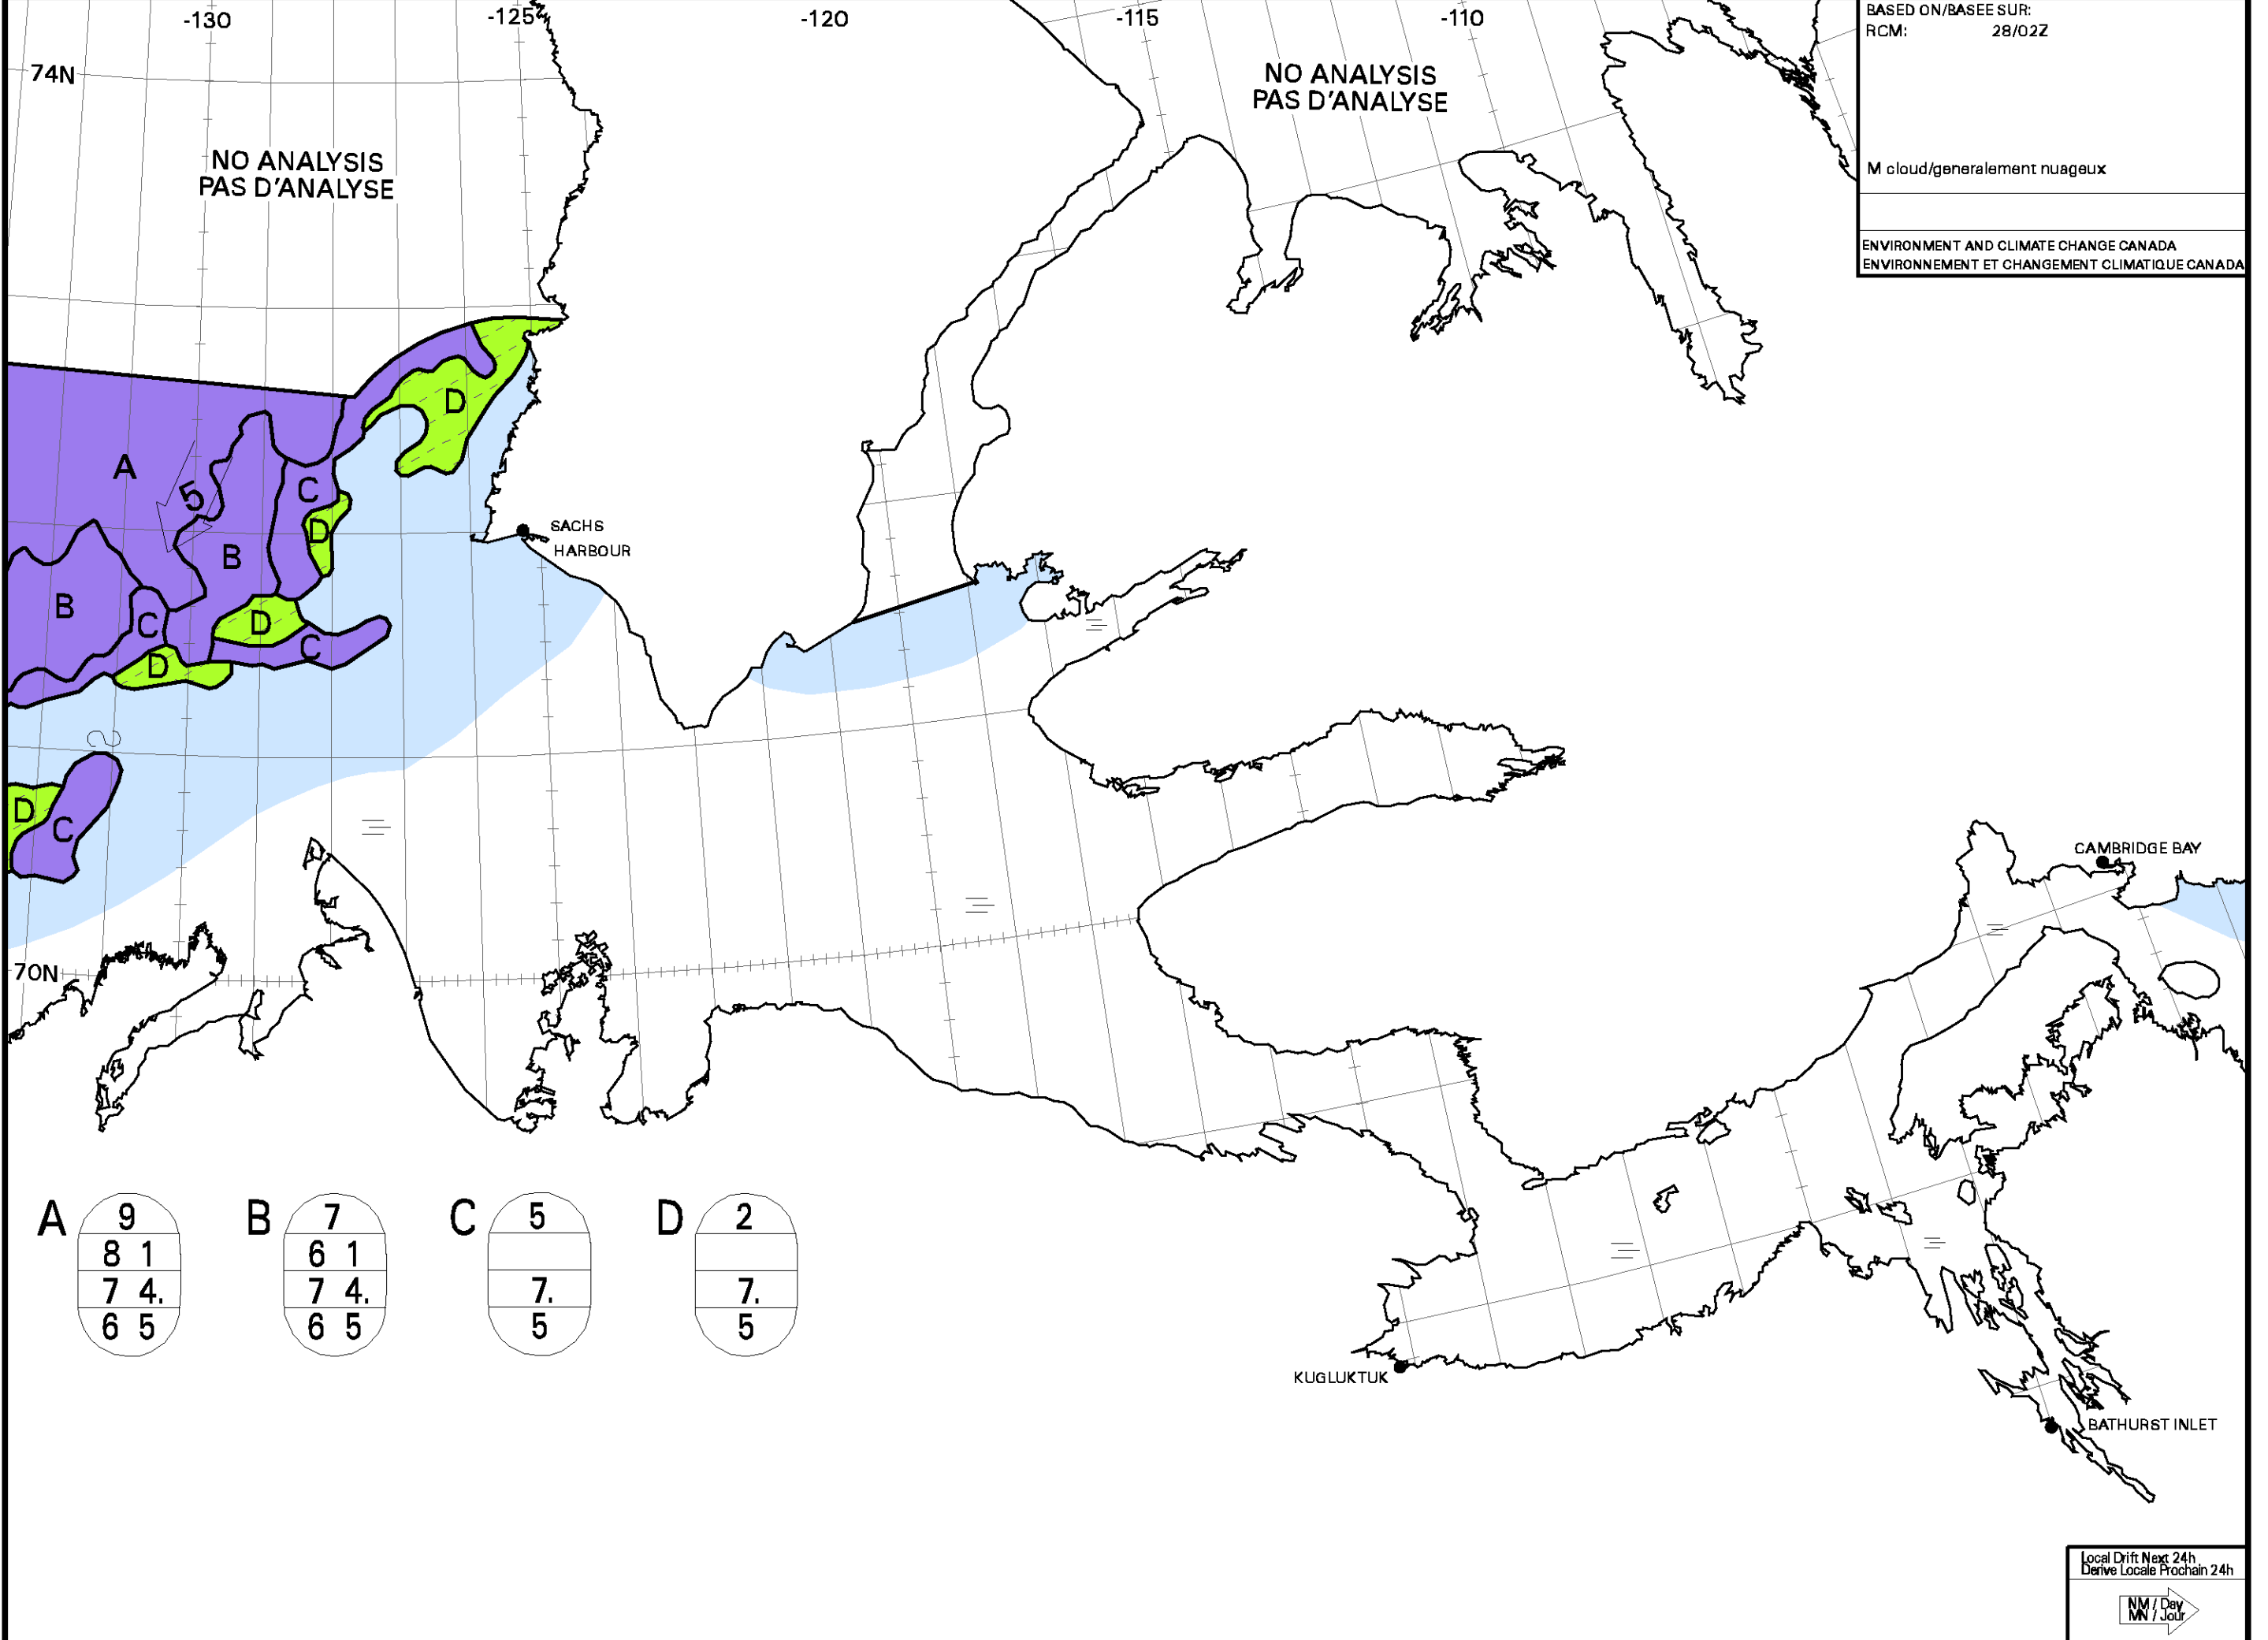 -130
-125
-120
-115
-110
BASED ON/BASEE SUR:
RCM: 28/02Z
74N
NO ANALYSIS
PAS D'ANALYSE
NO ANALYSIS
PAS D'ANALYSE
M cloud/generalement nuageux
ENVIRONMENT AND CLIMATE CHANGE CANADA
ENVIRONNEMENT ET CHANGEMENT CLIMATIQUE CANADA
D
A
5
C
D
B
SACHS
HARBOUR
B
C
D
C
D
D
C
CAMBRIDGE BAY
70N
A
9
8 1
7 4.
6 5
B
7
6 1
7 4.
6 5
C
5
7.
5
D
2
7.
5
KUGLUKTUK
BATHURST INLET
Local Drift Next 24h
Derive Locale Prochain 24h
NM / Day
MN / Jour